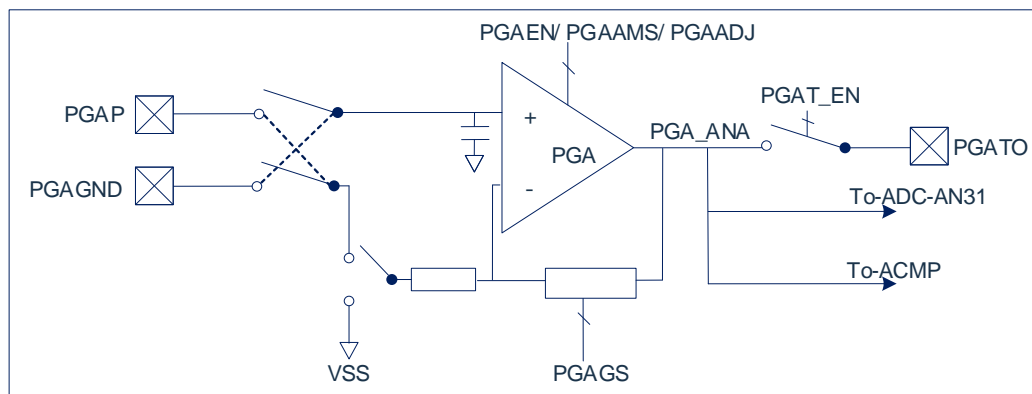 PGAEN/ PGAAMS/ PGAADJ
PGAP
PGAT_EN
+
PGA_ANA
PGA
PGATO
PGAGND
-
To-ADC-AN31
To-ACMP
VSS
PGAGS